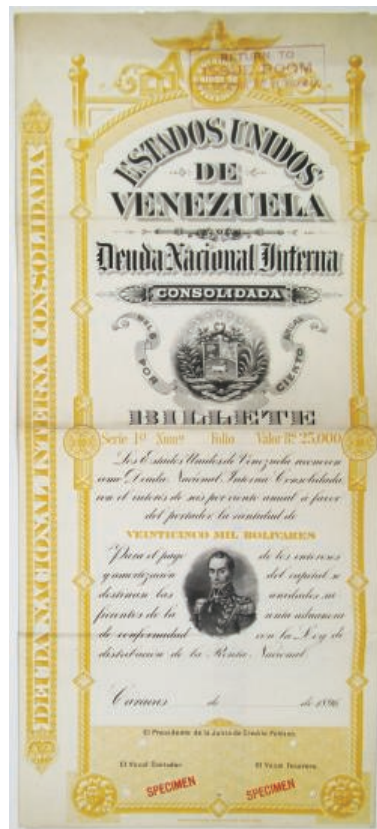 RETURN TO
ROOM
ESTADOS UNIDOS
DE
VENEZUELA
Deuda Nacional Interna
CONSOLIDADA
SEIS POR CIENTO ANUAL
BILLETE
Serie 1º Numº Folio Valor Bs 25,000
Los Estados Unidos de Venezuela reconocen
como Deuda Nacional Interna Consolidada
con el interés de seis por ciento anual á favor
del portador la cantidad de
VEINTICINCO MIL BOLIVARES
Para el pago de los intereses
y amortización del capital se
destinan las unidades su
ficientes de la renta aduanera
de conformidad con la Ley de
distribución de la Renta Nacional
Caracas de de 1896
El Presidente de la Junta de Crédito Público,
El Vocal Contador El Vocal Tesorero
SPECIMEN SPECIMEN
DEUDA NACIONAL INTERNA CONSOLIDADA